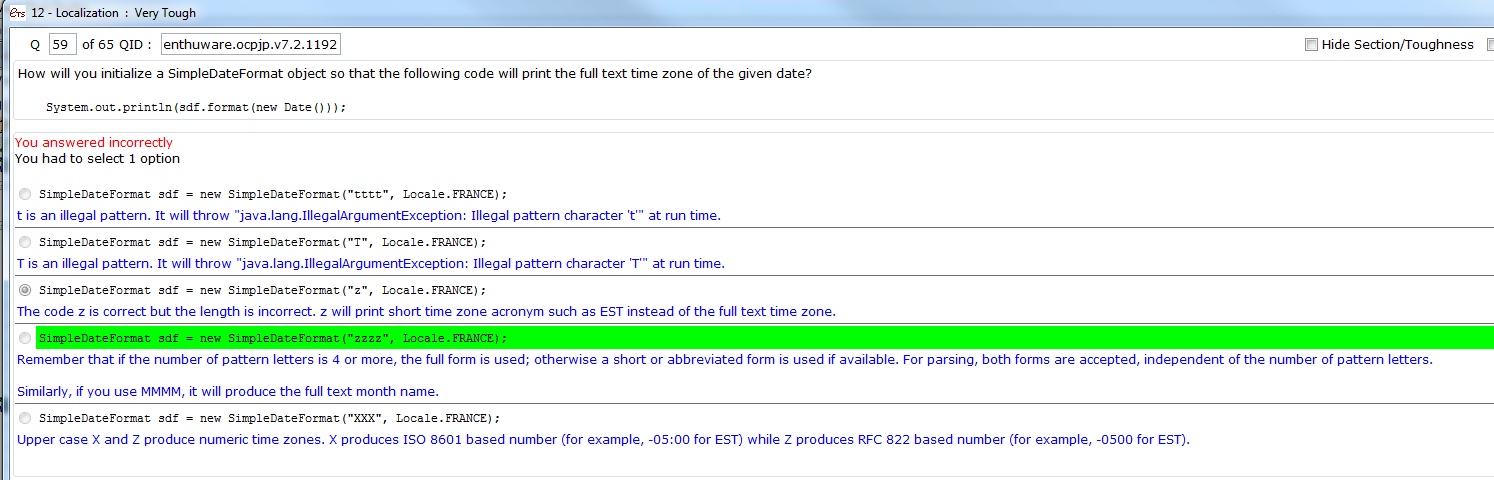 ETS 12 - Localization : Very Tough
Q 59 of 65 QID : enthuware.ocpjp.v7.2.1192 Hide Section/Toughness
How will you initialize a SimpleDateFormat object so that the following code will print the full text time zone of the given date?
System.out.println(sdf.format(new Date()));
You answered incorrectly
You had to select 1 option
SimpleDateFormat sdf = new SimpleDateFormat("tttt", Locale.FRANCE);
t is an illegal pattern. It will throw "java.lang.IllegalArgumentException: Illegal pattern character 't'" at run time.
SimpleDateFormat sdf = new SimpleDateFormat("T", Locale.FRANCE);
T is an illegal pattern. It will throw "java.lang.IllegalArgumentException: Illegal pattern character 'T'" at run time.
SimpleDateFormat sdf = new SimpleDateFormat("z", Locale.FRANCE);
The code z is correct but the length is incorrect. z will print short time zone acronym such as EST instead of the full text time zone.
SimpleDateFormat sdf = new SimpleDateFormat("zzzz", Locale.FRANCE);
Remember that if the number of pattern letters is 4 or more, the full form is used; otherwise a short or abbreviated form is used if available. For parsing, both forms are accepted, independent of the number of pattern letters.
Similarly, if you use MMMM, it will produce the full text month name.
SimpleDateFormat sdf = new SimpleDateFormat("XXX", Locale.FRANCE);
Upper case X and Z produce numeric time zones. X produces ISO 8601 based number (for example, -05:00 for EST) while Z produces RFC 822 based number (for example, -0500 for EST).